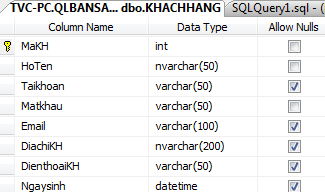 TVC-PC.QLBANSA... dbo.KHACHHANG SQLQuery1.sql - (
Column Name Data Type Allow Nulls
MaKH int
HoTen nvarchar(50)
Taikhoan varchar(50)
Matkhau varchar(50)
Email varchar(100)
DiachiKH nvarchar(200)
DienthoaiKH varchar(50)
Ngaysinh datetime